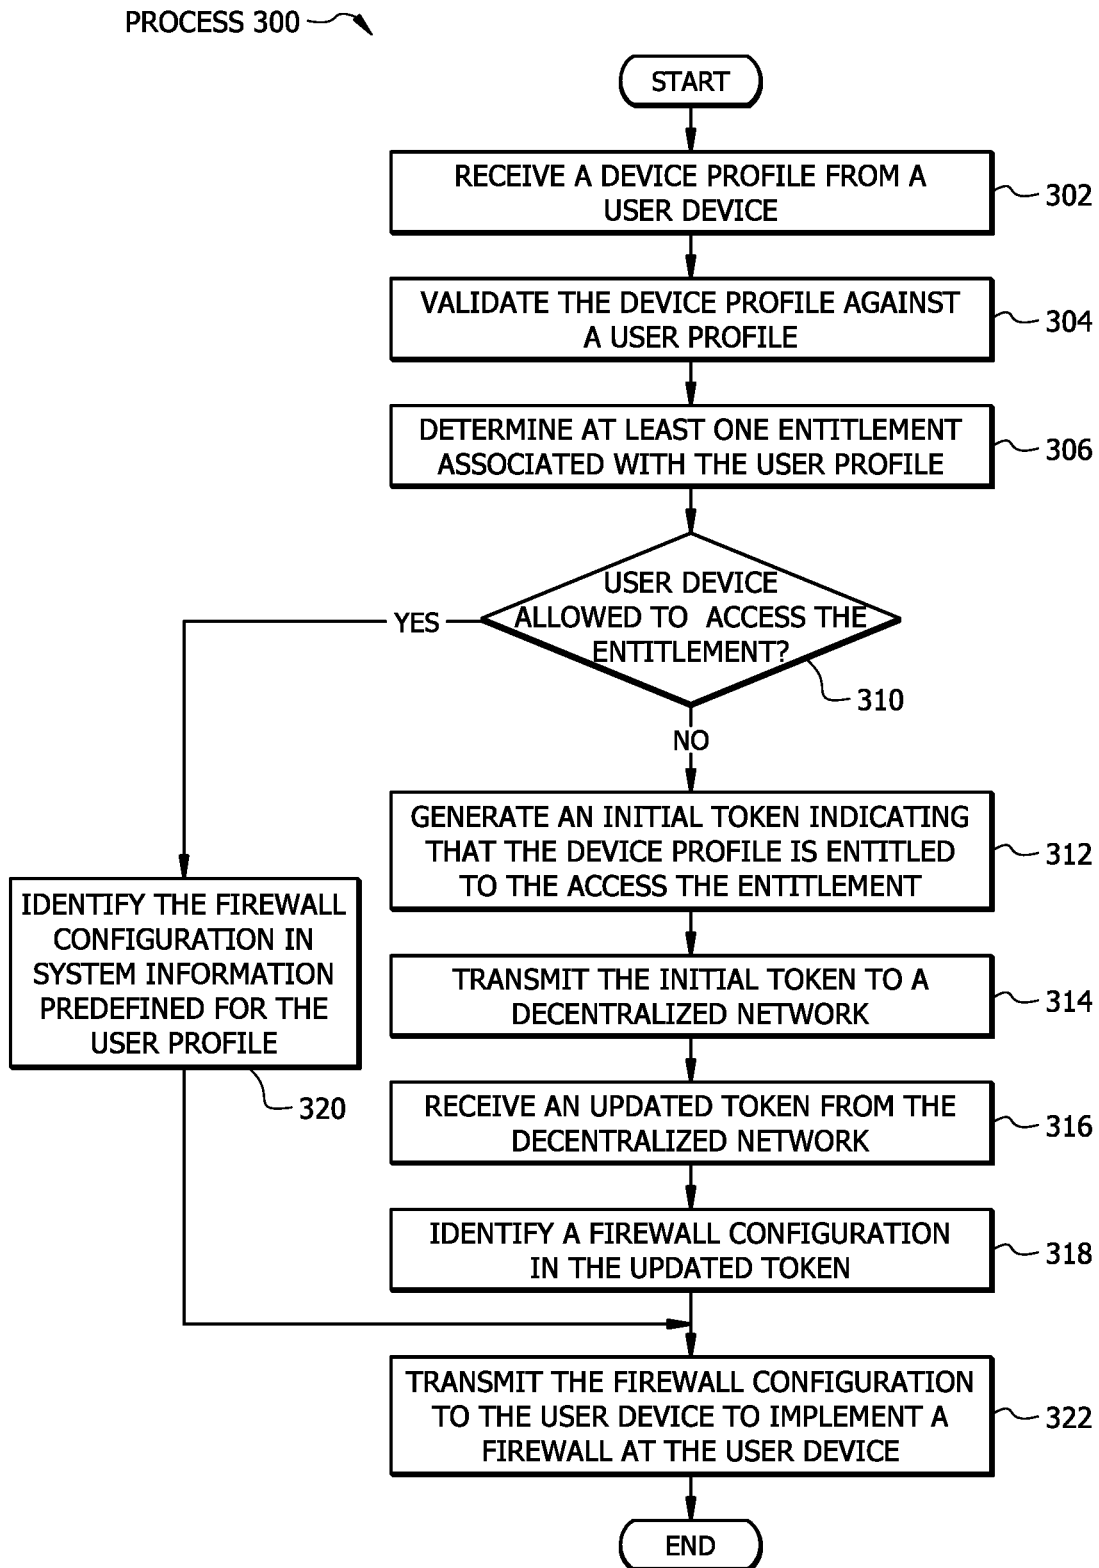 PROCESS 300
START
RECEIVE A DEVICE PROFILE FROM A
USER DEVICE
302
VALIDATE THE DEVICE PROFILE AGAINST
A USER PROFILE
304
DETERMINE AT LEAST ONE ENTITLEMENT
ASSOCIATED WITH THE USER PROFILE
306
USER DEVICE
ALLOWED TO ACCESS THE
ENTITLEMENT?
310
YES
NO
GENERATE AN INITIAL TOKEN INDICATING
THAT THE DEVICE PROFILE IS ENTITLED
TO THE ACCESS THE ENTITLEMENT
312
IDENTIFY THE FIREWALL
CONFIGURATION IN
SYSTEM INFORMATION
PREDEFINED FOR THE
USER PROFILE
320
TRANSMIT THE INITIAL TOKEN TO A
DECENTRALIZED NETWORK
314
RECEIVE AN UPDATED TOKEN FROM THE
DECENTRALIZED NETWORK
316
IDENTIFY A FIREWALL CONFIGURATION
IN THE UPDATED TOKEN
318
TRANSMIT THE FIREWALL CONFIGURATION
TO THE USER DEVICE TO IMPLEMENT A
FIREWALL AT THE USER DEVICE
322
END